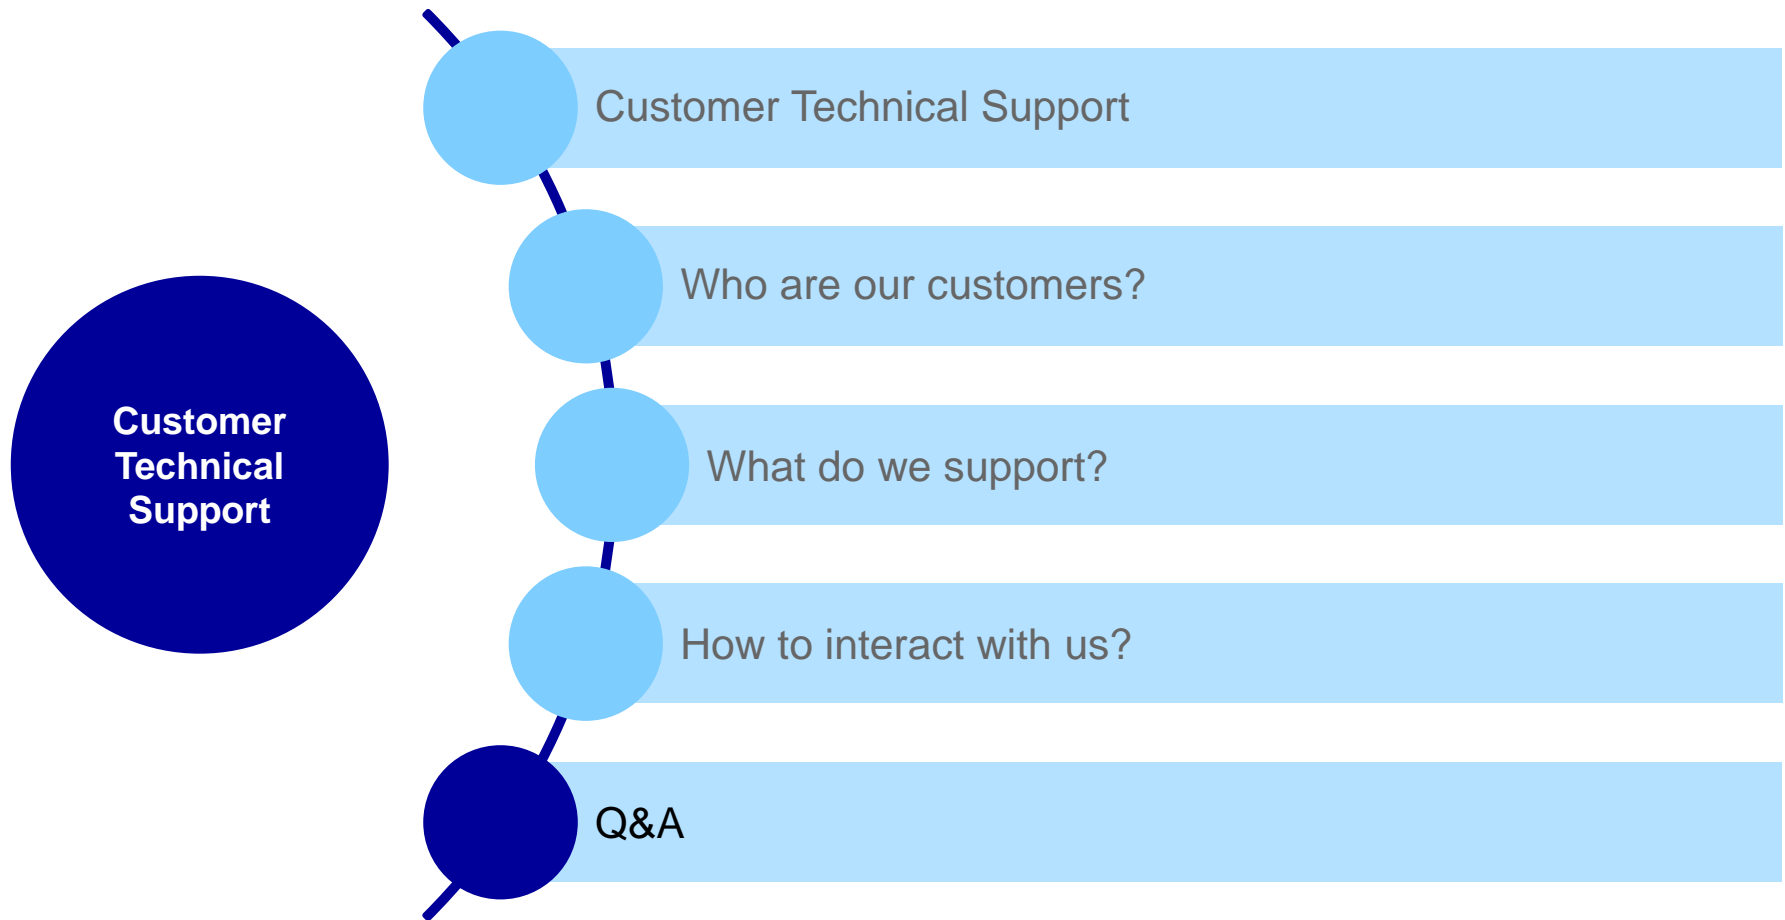 Customer Technical Support
Who are our customers?
Customer
Technical
Support
What do we support?
How to interact with us?
Q&A